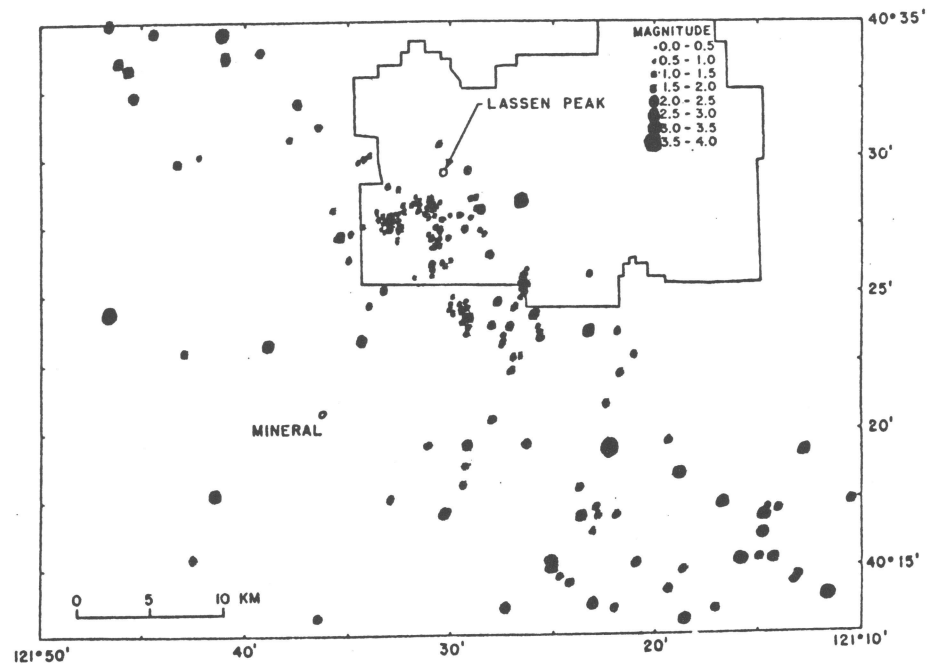 40°35'
MAGNITUDE
0.0 - 0.5
0.5 - 1.0
1.0 - 1.5
1.5 - 2.0
2.0 - 2.5
2.5 - 3.0
3.0 - 3.5
3.5 - 4.0
LASSEN PEAK
30'
25'
MINERAL
20'
40°15'
0 5 10 KM
121°50' 40' 30' 20' 121°10'